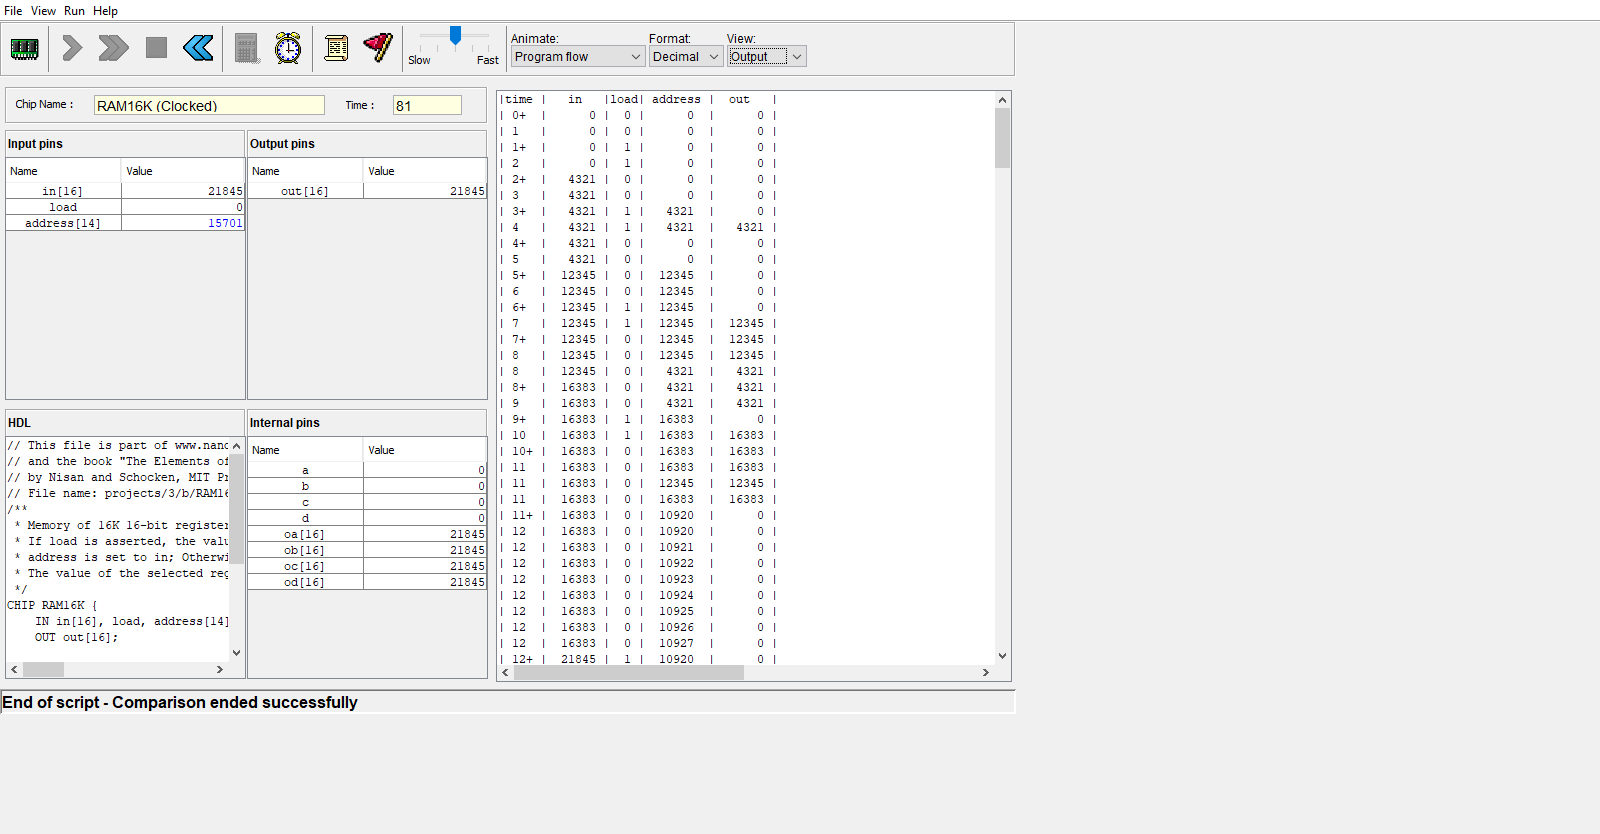 File View Run Help
Slow Fast
Animate: Format: View:
Program flow Decimal Output
Chip Name : RAM16K (Clocked) Time : 81
Input pins
Name Value
in[16] 21845
load 0
address[14] 15701
Output pins
Name Value
out[16] 21845
HDL
// This file is part of www.nanc
// and the book "The Elements of
// by Nisan and Schocken, MIT Pr
// File name: projects/3/b/RAM16
/**
* Memory of 16K 16-bit register
* If load is asserted, the valu
* address is set to in; Otherwi
* The value of the selected reg
*/
CHIP RAM16K {
IN in[16], load, address[14]
OUT out[16];
Internal pins
Name Value
a 0
b 0
c 0
d 0
oa[16] 21845
ob[16] 21845
oc[16] 21845
od[16] 21845
|time | in |load| address | out |
| 0+ | 0 | 0 | 0 | 0 |
| 1 | 0 | 0 | 0 | 0 |
| 1+ | 0 | 1 | 0 | 0 |
| 2 | 0 | 1 | 0 | 0 |
| 2+ | 4321 | 0 | 0 | 0 |
| 3 | 4321 | 0 | 0 | 0 |
| 3+ | 4321 | 1 | 4321 | 0 |
| 4 | 4321 | 1 | 4321 | 4321 |
| 4+ | 4321 | 0 | 0 | 0 |
| 5 | 4321 | 0 | 0 | 0 |
| 5+ | 12345 | 0 | 12345 | 0 |
| 6 | 12345 | 0 | 12345 | 0 |
| 6+ | 12345 | 1 | 12345 | 0 |
| 7 | 12345 | 1 | 12345 | 12345 |
| 7+ | 12345 | 0 | 12345 | 12345 |
| 8 | 12345 | 0 | 12345 | 12345 |
| 8 | 12345 | 0 | 4321 | 4321 |
| 8+ | 16383 | 0 | 4321 | 4321 |
| 9 | 16383 | 0 | 4321 | 4321 |
| 9+ | 16383 | 1 | 16383 | 0 |
| 10 | 16383 | 1 | 16383 | 16383 |
| 10+ | 16383 | 0 | 16383 | 16383 |
| 11 | 16383 | 0 | 16383 | 16383 |
| 11 | 16383 | 0 | 12345 | 12345 |
| 11 | 16383 | 0 | 16383 | 16383 |
| 11+ | 16383 | 0 | 10920 | 0 |
| 12 | 16383 | 0 | 10920 | 0 |
| 12 | 16383 | 0 | 10921 | 0 |
| 12 | 16383 | 0 | 10922 | 0 |
| 12 | 16383 | 0 | 10923 | 0 |
| 12 | 16383 | 0 | 10924 | 0 |
| 12 | 16383 | 0 | 10925 | 0 |
| 12 | 16383 | 0 | 10926 | 0 |
| 12 | 16383 | 0 | 10927 | 0 |
| 12+ | 21845 | 1 | 10920 | 0 |
End of script - Comparison ended successfully